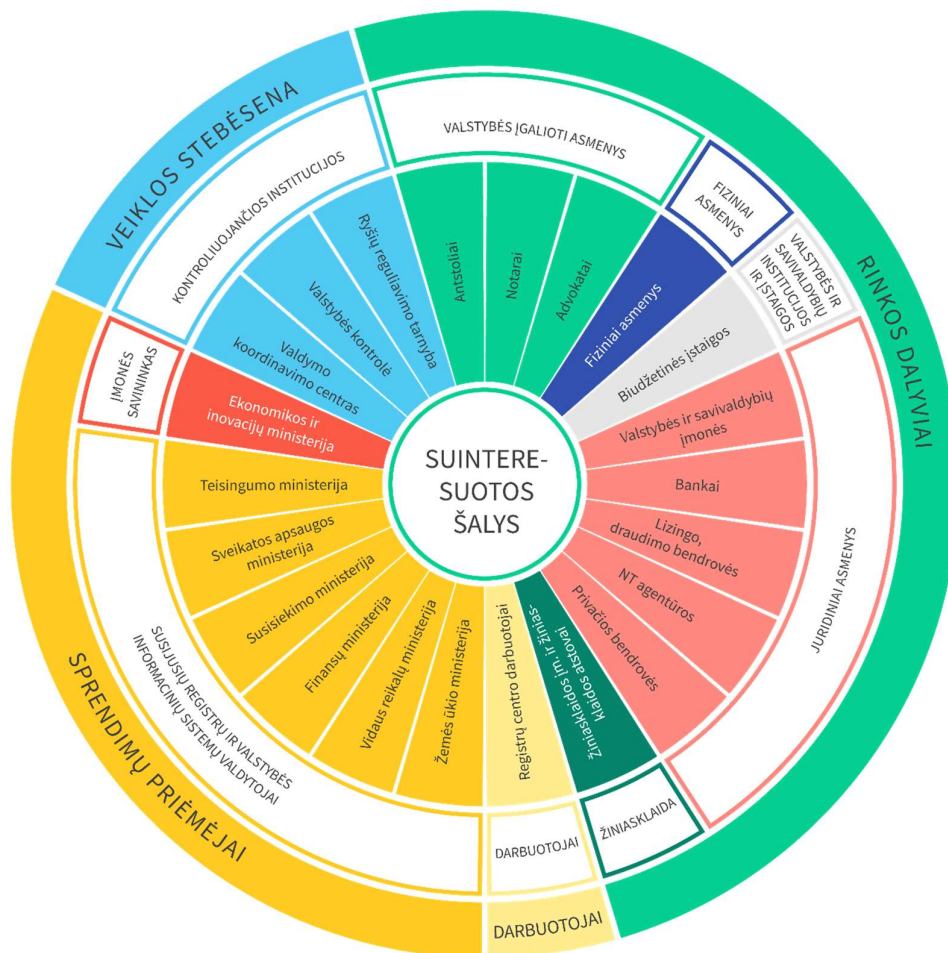 SUINTERE-
SUOTOS
ŠALYS
VEIKLOS STEBĖSENA
KONTROLIUOJANČIOS INSTITUCIJOS
Valdymo
koordinavimo centras
Valstybės kontrolė
Ryšių reguliavimo tarnyba
RINKOS DALYVIAI
VALSTYBĖS ĮGALIOTI ASMENYS
Antstoliai
Notarai
Advokatai
FIZINIAI
ASMENYS
Fiziniai asmenys
VALSTYBĖS IR
SAVIVALDYBIŲ
INSTITUCIJOS
IR ĮSTAIGOS
Biudžetinės įstaigos
JURIDINIAI ASMENYS
Valstybės ir savivaldybių
įmonės
Bankai
Lizingo,
draudimo bendrovės
NT agentūros
Privačios bendrovės
ŽINIASKLAIDA
Žiniasklaidos įm. ir žinias-
klaidos atstovai
DARBUOTOJAI
DARBUOTOJAI
Registrų centro darbuotojai
SPRENDIMŲ PRIĖMĖJAI
SUSIJUSIŲ REGISTRŲ IR VALSTYBĖS
INFORMACINIŲ SISTEMŲ VALDYTOJAI
Žemės ūkio ministerija
Vidaus reikalų ministerija
Finansų ministerija
Susisiekimo ministerija
Sveikatos apsaugos
ministerija
Teisingumo ministerija
ĮMONĖS
SAVININKAS
Ekonomikos ir
inovacijų ministerija